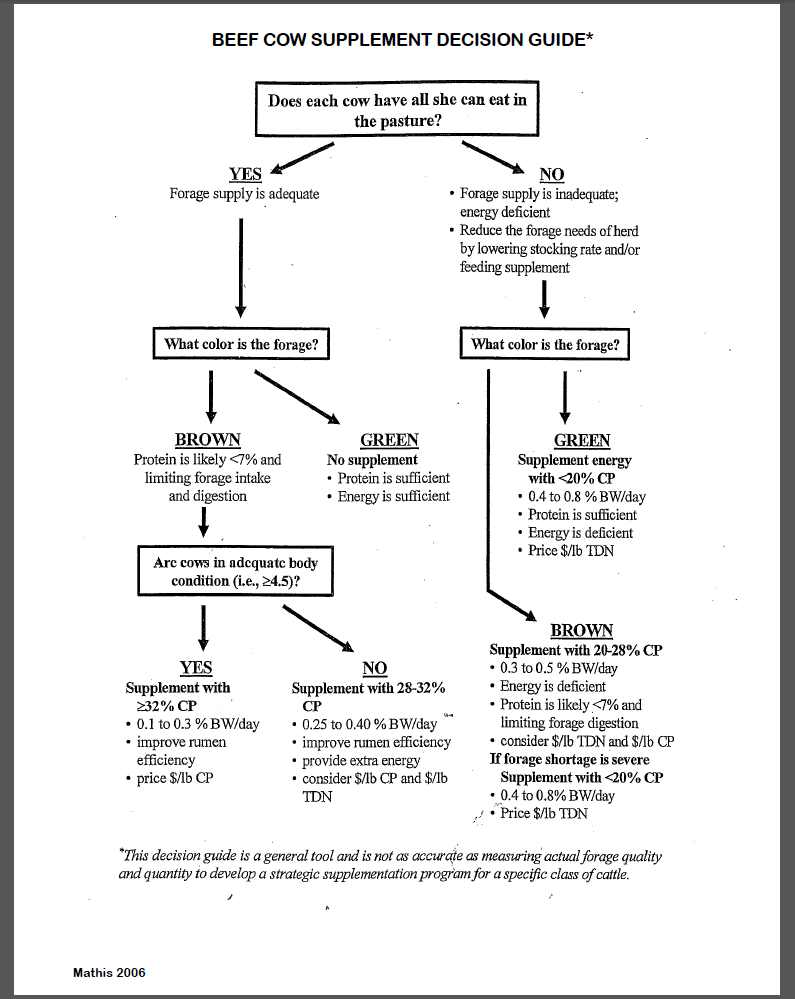 BEEF COW SUPPLEMENT DECISION GUIDE*
Does each cow have all she can eat in
the pasture?
YES
Forage supply is adequate
NO
• Forage supply is inadequate;
energy deficient
• Reduce the forage needs of herd
by lowering stocking rate and/or
feeding supplement
What color is the forage?
What color is the forage?
BROWN
Protein is likely <7% and
limiting forage intake
and digestion
GREEN
No supplement
• Protein is sufficient
• Energy is sufficient
GREEN
Supplement energy
with <20% CP
• 0.4 to 0.8 % BW/day
• Protein is sufficient
• Energy is deficient
• Price $/lb TDN
Are cows in adequate body
condition (i.e., ≥4.5)?
YES
Supplement with
≥32% CP
• 0.1 to 0.3 % BW/day
• improve rumen
efficiency
• price $/lb CP
NO
Supplement with 28-32%
CP
• 0.25 to 0.40 % BW/day
• improve rumen efficiency
• provide extra energy
• consider $/lb CP and $/lb
TDN
BROWN
Supplement with 20-28% CP
• 0.3 to 0.5 % BW/day
• Energy is deficient
• Protein is likely <7% and
limiting forage digestion
• consider $/lb TDN and $/lb CP
If forage shortage is severe
Supplement with <20% CP
• 0.4 to 0.8% BW/day
• Price $/lb TDN
*This decision guide is a general tool and is not as accurate as measuring actual forage quality
and quantity to develop a strategic supplementation program for a specific class of cattle.
Mathis 2006